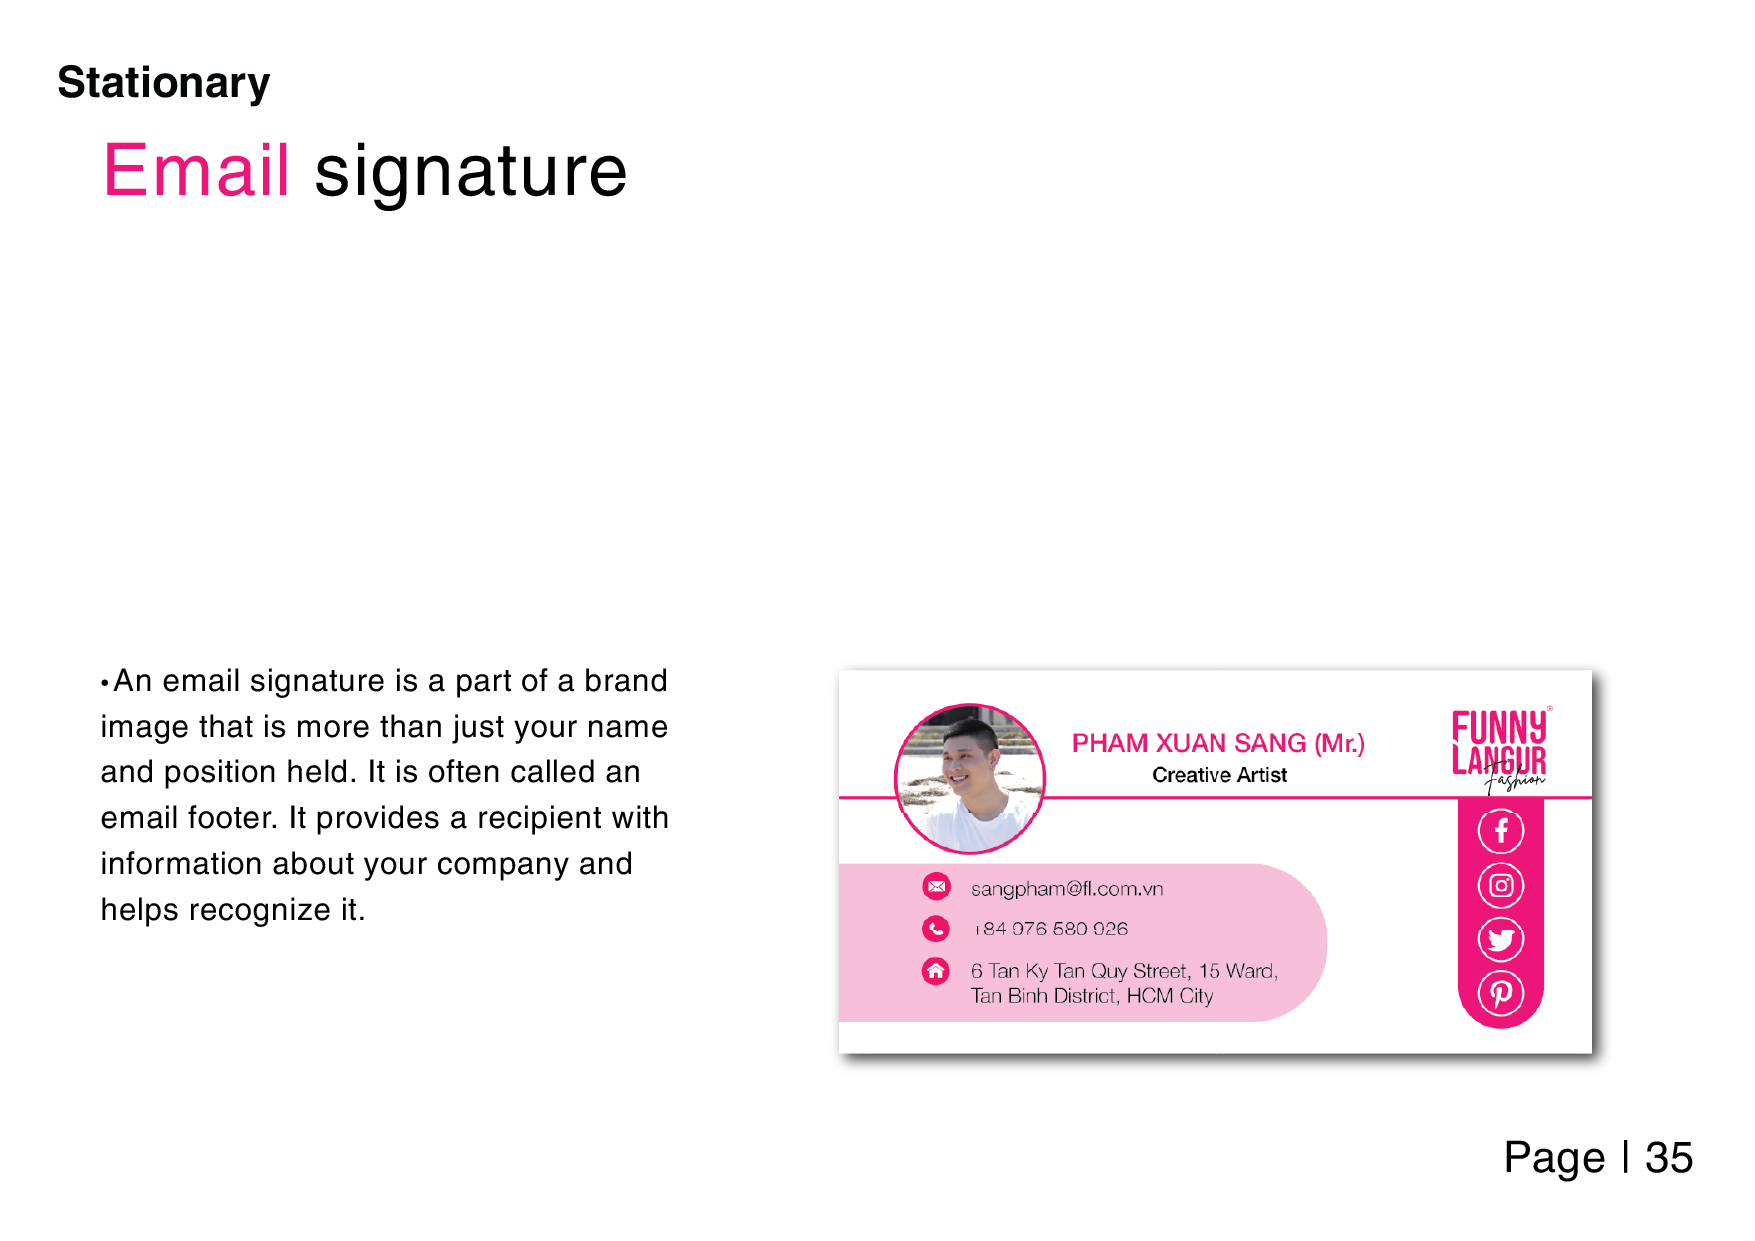 Stationary
Email signature
•An email signature is a part of a brand
image that is more than just your name
and position held. It is often called an
email footer. It provides a recipient with
information about your company and
helps recognize it.
PHAM XUAN SANG (Mr.)
Creative Artist
FUNNY®
LANGUR
Fashion
sangpham@fl.com.vn
+84 976 580 926
6 Tan Ky Tan Quy Street, 15 Ward,
Tan Binh District, HCM City
Page | 35